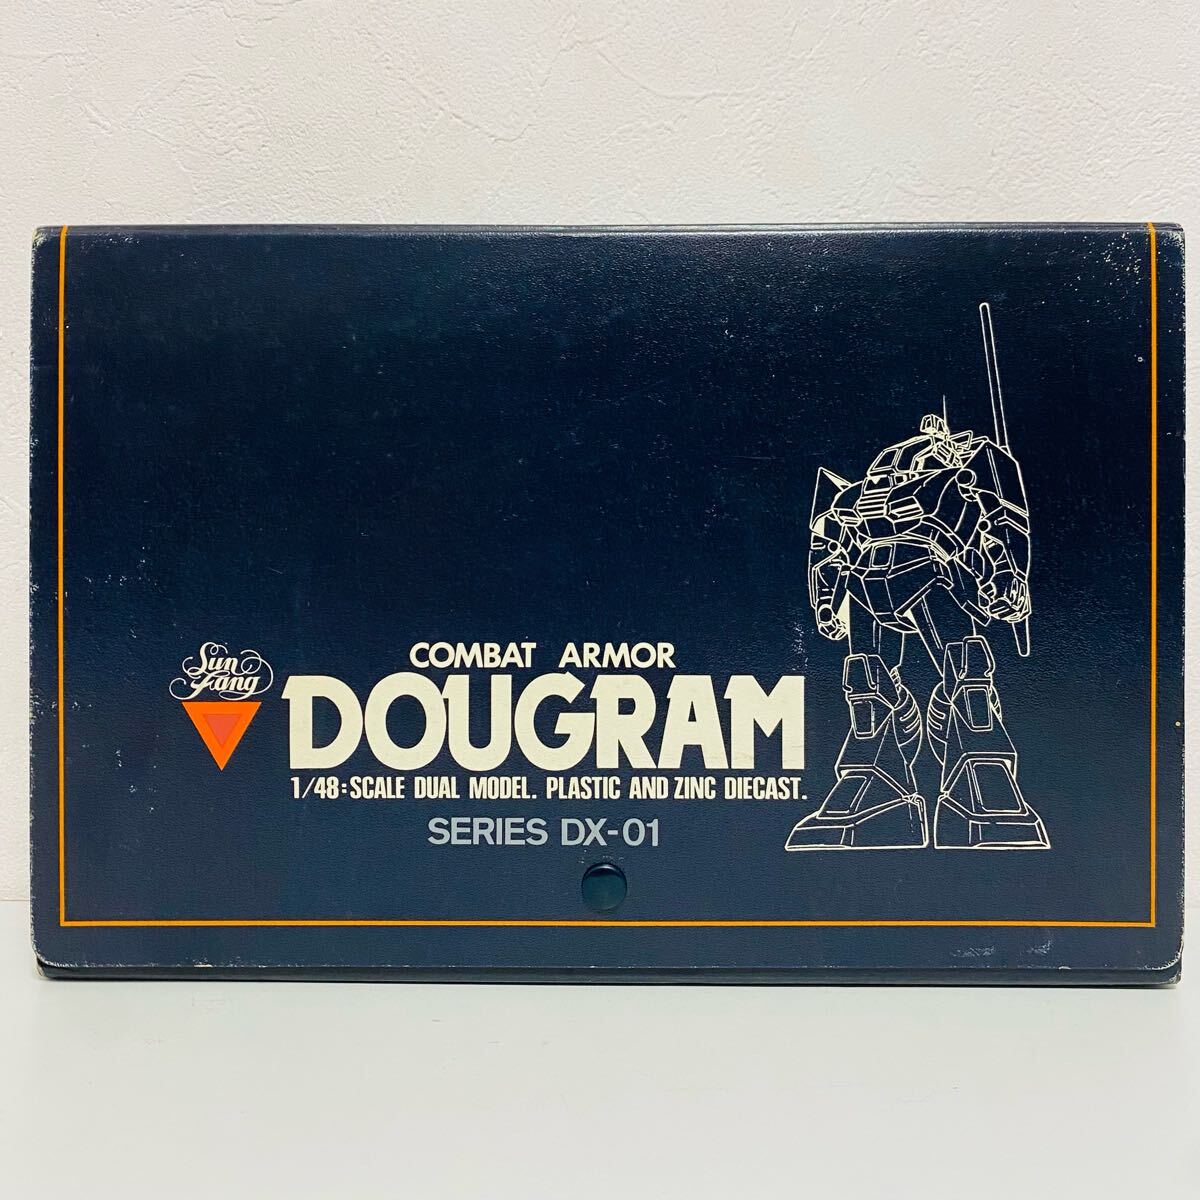 Sun
Fang
COMBAT ARMOR
DOUGRAM
1/48:SCALE DUAL MODEL. PLASTIC AND ZINC DIECAST.
SERIES DX-01